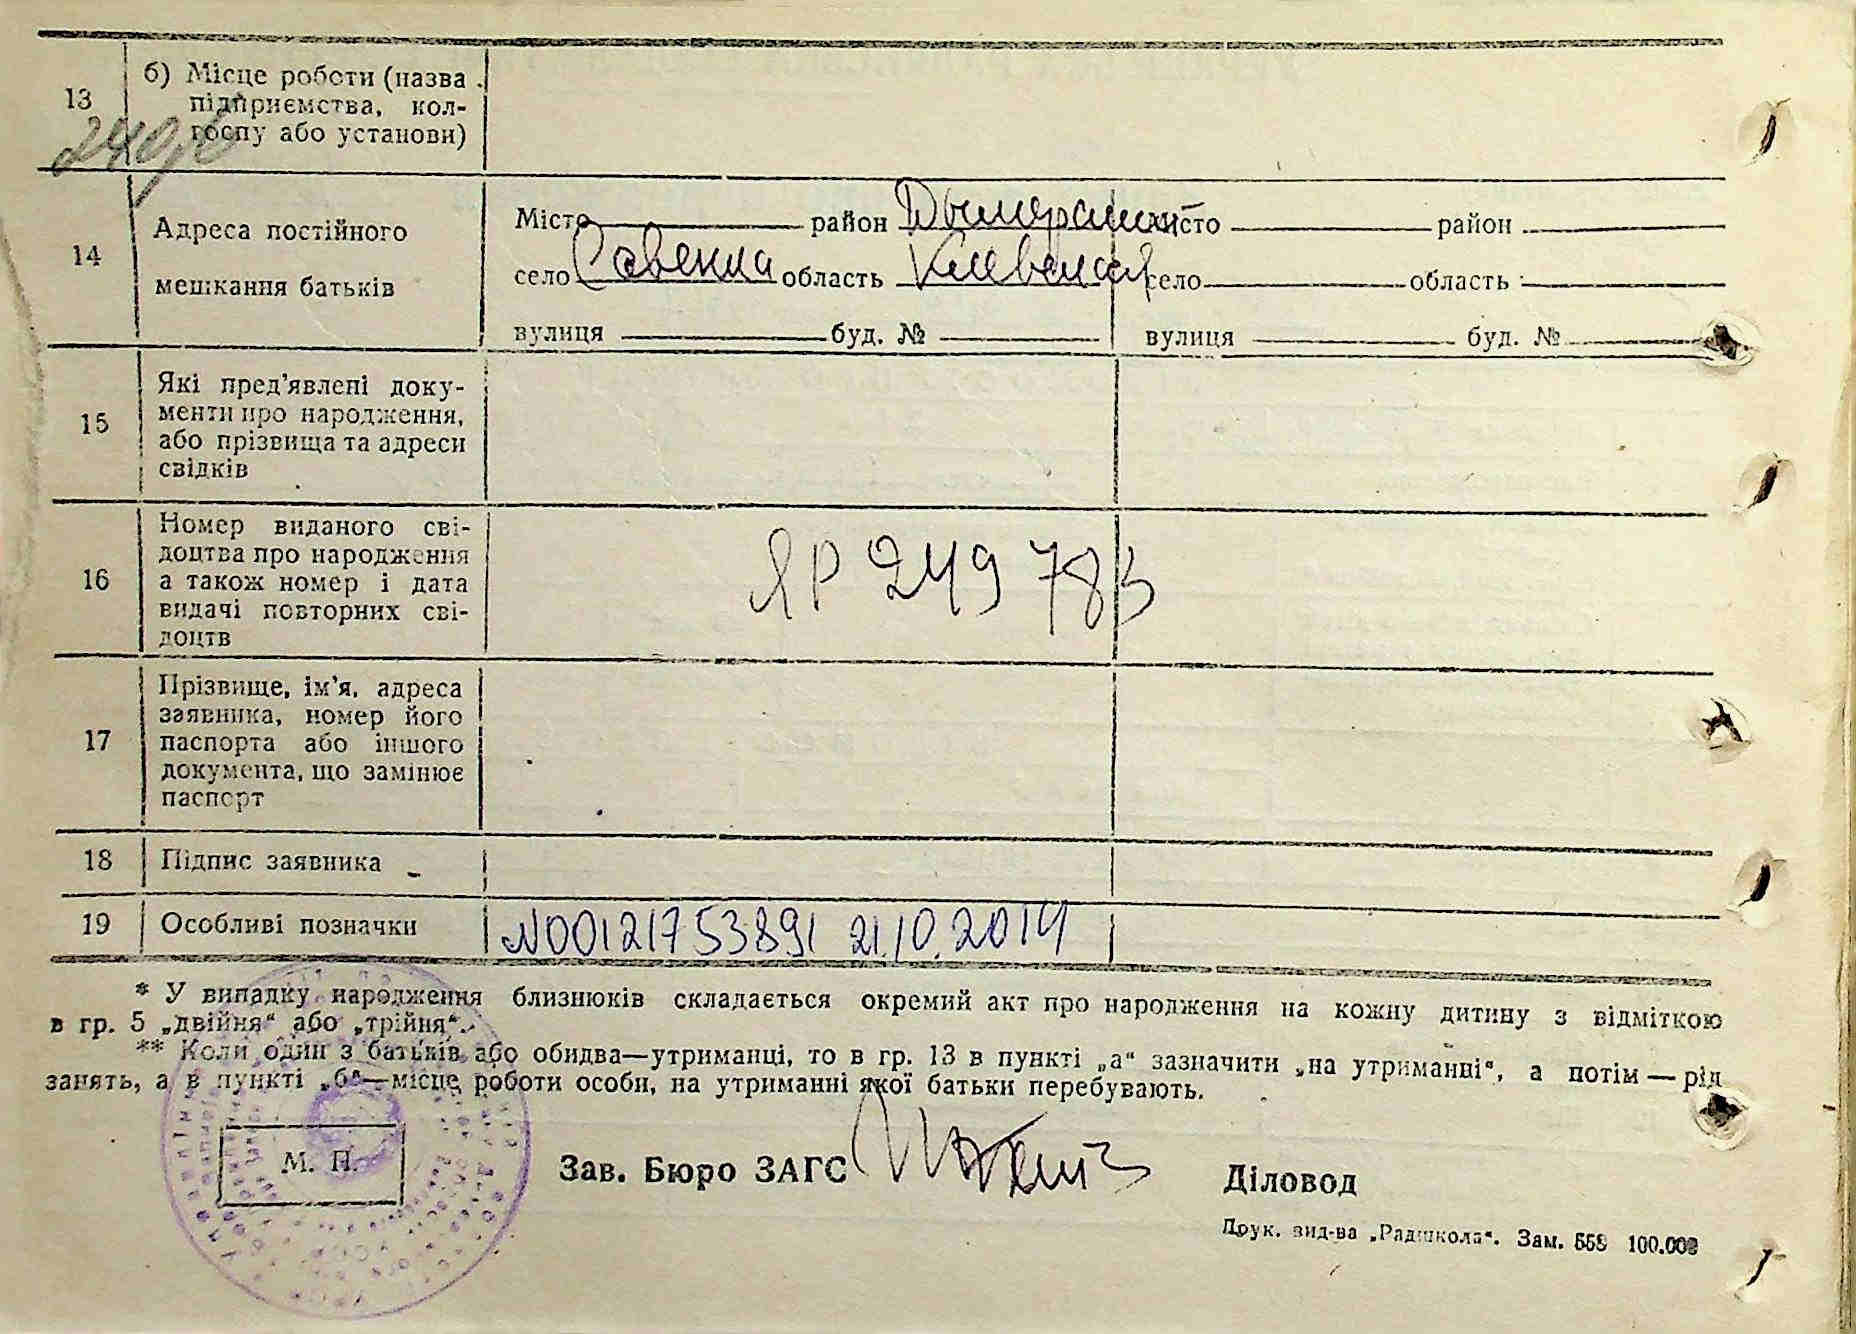 13
б) Місце роботи (назва
підприємства, кол-
госпу або установи)
14
Адреса постійного
мешкання батьків
Місто район Дымерский місто район
село Савенка область Киевская село область
вулиця буд. № вулиця буд. №
15
Які пред'явлені доку-
менти про народження,
або прізвища та адреси
свідків
16
Номер виданого сві-
доцтва про народження
а також номер і дата
видачі повторних сві-
доцтв
ЯР 249783
17
Прізвище, ім'я, адреса
заявника, номер його
паспорта або іншого
документа, що замінює
паспорт
18 Підпис заявника
19 Особливі позначки N00121753891 21.10.2019
* У випадку народження близнюків складається окремий акт про народження на кожну дитину з відміткою
в гр. 5 „двійня“ або „трійня“.
** Коли один з батьків або обидва—утриманці, то в гр. 13 в пункті „а“ зазначити „на утриманні“, а потім — рід
занять, а в пункті „б“—місце роботи особи, на утриманні якої батьки перебувають.
М. П.
Зав. Бюро ЗАГС
Діловод
Друк. вид-ва „Радшкола“. Зам. 558 100.000